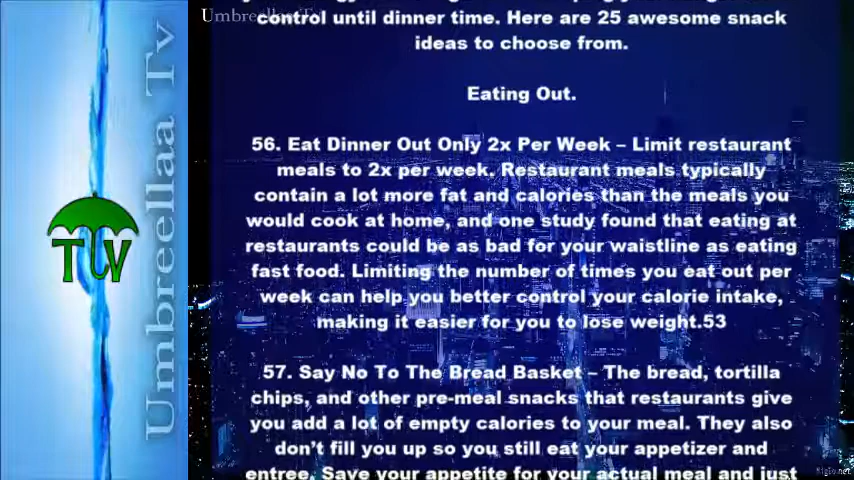 Umbreellaa Tv
control until dinner time. Here are 25 awesome snack
ideas to choose from.
Eating Out.
56. Eat Dinner Out Only 2x Per Week – Limit restaurant
meals to 2x per week. Restaurant meals typically
contain a lot more fat and calories than the meals you
would cook at home, and one study found that eating at
restaurants could be as bad for your waistline as eating
fast food. Limiting the number of times you eat out per
week can help you better control your calorie intake,
making it easier for you to lose weight.53
57. Say No To The Bread Basket – The bread, tortilla
chips, and other pre-meal snacks that restaurants give
you add a lot of empty calories to your meal. They also
don’t fill you up so you still eat your appetizer and
entree. Save your appetite for your actual meal and just
Umbreellaa Tv
TV